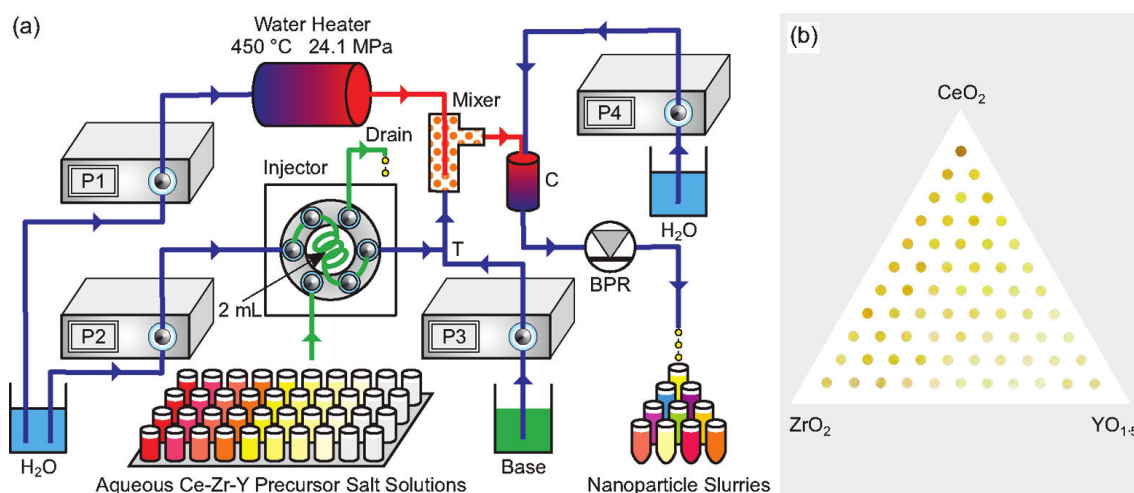 (a)
Water Heater
450 °C 24.1 MPa
Mixer
Drain
P1
P4
Injector
C
H₂O
T
BPR
2 mL
P2
P3
H₂O
Base
Aqueous Ce-Zr-Y Precursor Salt Solutions
Nanoparticle Slurries
(b)
CeO₂
ZrO₂
YO₁.₅